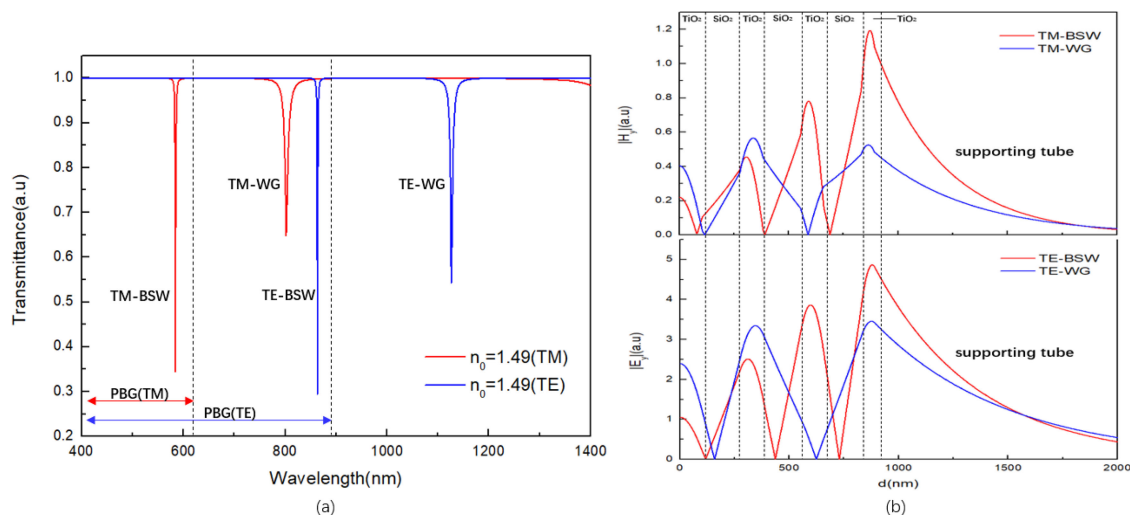 Transmittance(a.u)
1.0
0.9
0.8
0.7
0.6
0.5
0.4
0.3
0.2
TM-WG
TE-WG
TM-BSW
TE-BSW
n₀=1.49(TM)
n₀=1.49(TE)
PBG(TM)
PBG(TE)
400 600 800 1000 1200 1400
Wavelength(nm)
(a)
TiO₂ SiO₂ TiO₂ SiO₂ TiO₂ SiO₂ TiO₂
|Hᵧ|(a.u)
1.2
1.0
0.8
0.6
0.4
0.2
0.0
TM-BSW
TM-WG
supporting tube
|Eᵧ|(a.u)
5
4
3
2
1
0
TE-BSW
TE-WG
supporting tube
0 500 1000 1500 2000
d(nm)
(b)